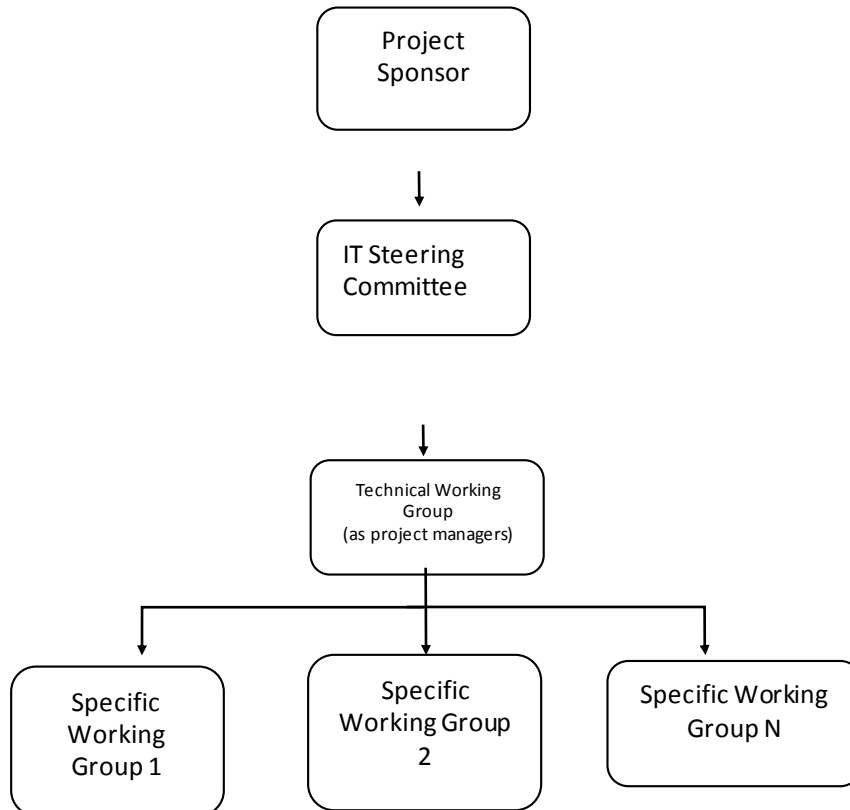 Project
Sponsor
IT Steering
Committee
Technical Working
Group
(as project managers)
Specific
Working
Group 1
Specific
Working Group
2
Specific Working
Group N